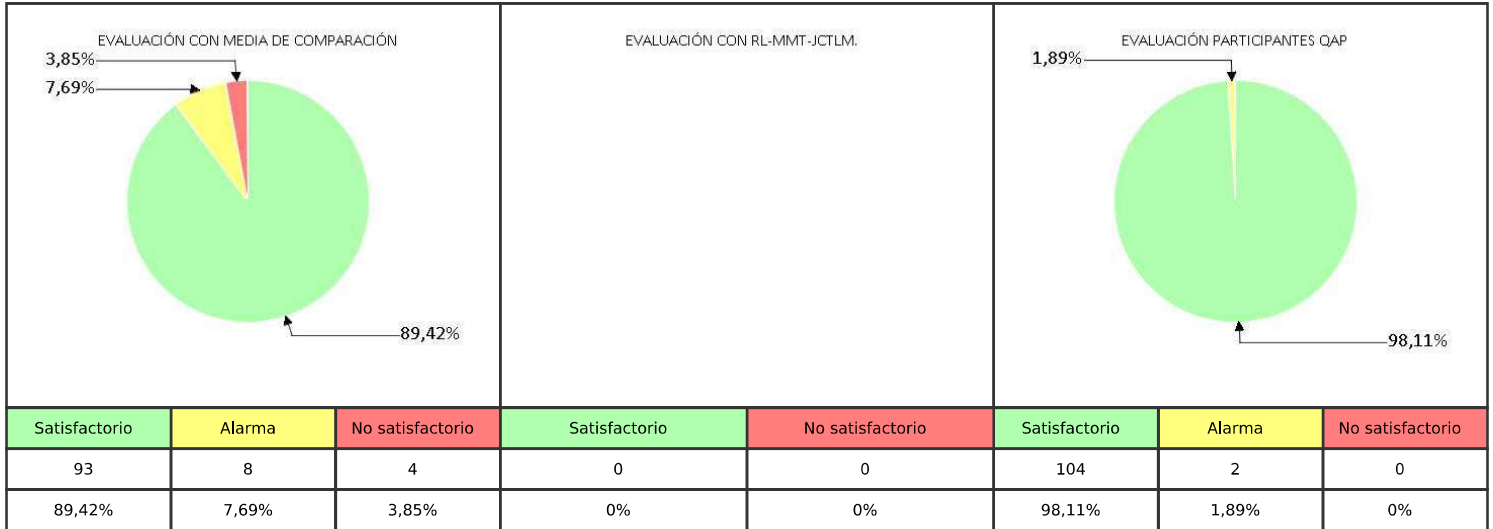 EVALUACIÓN CON MEDIA DE COMPARACIÓN
3,85%
7,69%
89,42%
EVALUACIÓN CON RL-MMT-JCTLM.
EVALUACIÓN PARTICIPANTES QAP
1,89%
98,11%
Satisfactorio Alarma No satisfactorio Satisfactorio No satisfactorio Satisfactorio Alarma No satisfactorio
93 8 4 0 0 104 2 0
89,42% 7,69% 3,85% 0% 0% 98,11% 1,89% 0%